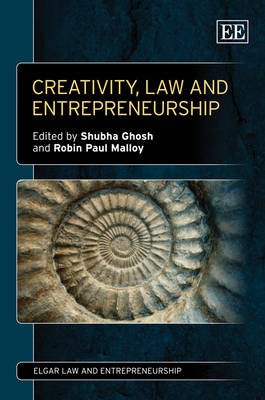 EE
CREATIVITY, LAW AND
ENTREPRENEURSHIP
Edited by Shubha Ghosh
and Robin Paul Malloy
ELGAR LAW AND ENTREPRENEURSHIP